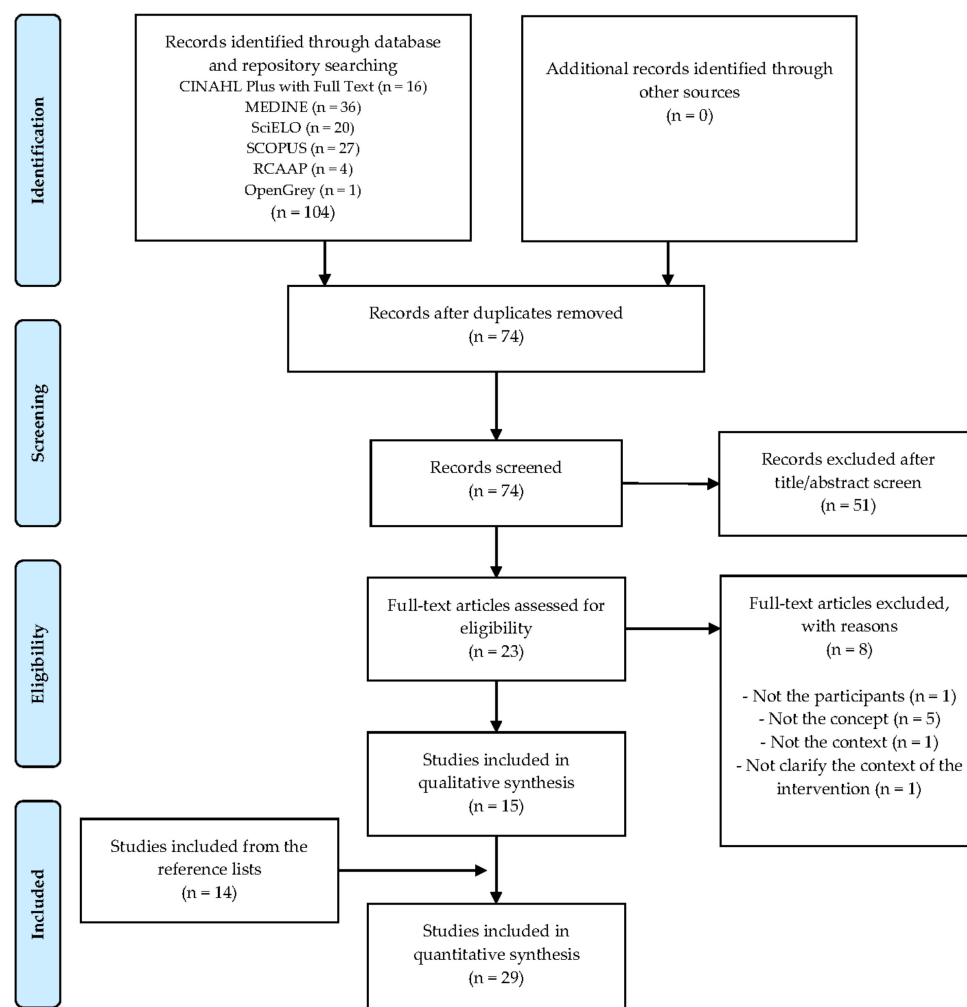 Identification
Records identified through database
and repository searching
CINAHL Plus with Full Text (n = 16)
MEDINE (n = 36)
SciELO (n = 20)
SCOPUS (n = 27)
RCAAP (n = 4)
OpenGrey (n = 1)
(n = 104)
Additional records identified through
other sources
(n = 0)
Records after duplicates removed
(n = 74)
Screening
Records screened
(n = 74)
Records excluded after
title/abstract screen
(n = 51)
Eligibility
Full-text articles assessed for
eligibility
(n = 23)
Full-text articles excluded,
with reasons
(n = 8)
- Not the participants (n = 1)
- Not the concept (n = 5)
- Not the context (n = 1)
- Not clarify the context of the
intervention (n = 1)
Studies included in
qualitative synthesis
(n = 15)
Included
Studies included from the
reference lists
(n = 14)
Studies included in
quantitative synthesis
(n = 29)